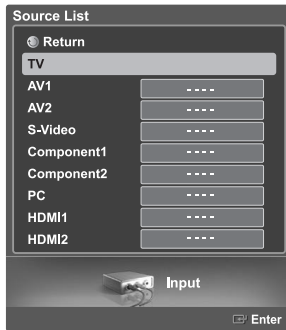 Source List
Return
TV
AV1 ----
AV2 ----
S-Video ----
Component1 ----
Component2 ----
PC ----
HDMI1 ----
HDMI2 ----
Input
Enter